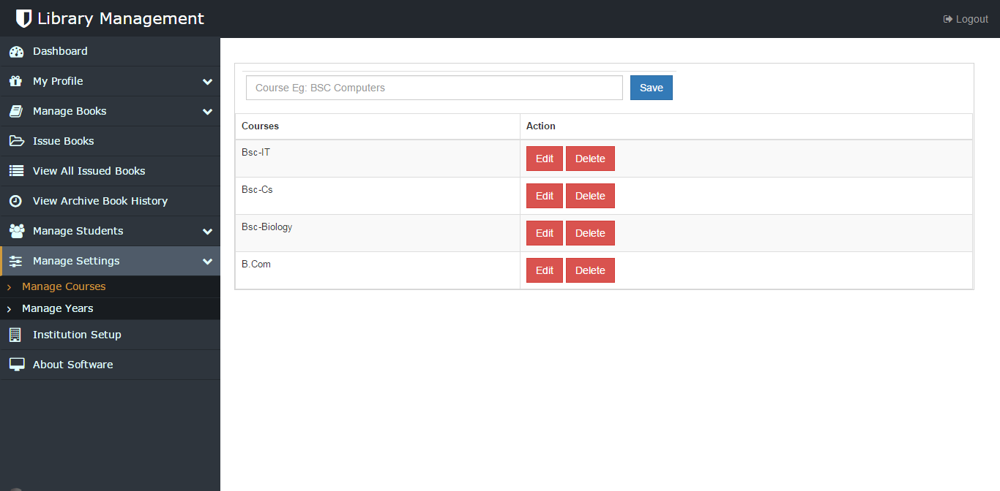 Library Management
Logout
Dashboard
My Profile
Manage Books
Issue Books
View All Issued Books
View Archive Book History
Manage Students
Manage Settings
Manage Courses
Manage Years
Institution Setup
About Software
Course Eg: BSC Computers
Save
Courses Action
Bsc-IT Edit Delete
Bsc-Cs Edit Delete
Bsc-Biology Edit Delete
B.Com Edit Delete